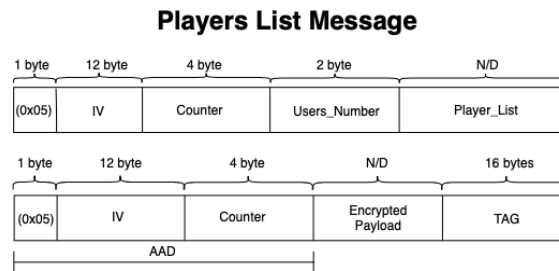 Players List Message
1 byte 12 byte 4 byte 2 byte N/D
(0x05) IV Counter Users_Number Player_List
1 byte 12 byte 4 byte N/D 16 bytes
(0x05) IV Counter Encrypted Payload TAG
AAD